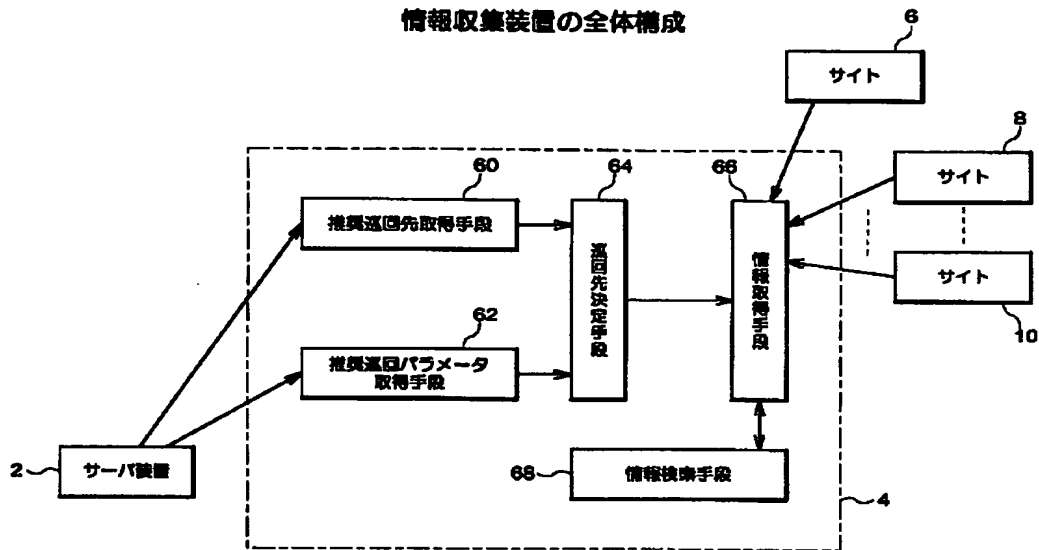 情報収集装置の全体構成
6
サイト
8
サイト
サイト
10
60
推奨巡回先取得手段
62
推奨巡回パラメータ
取得手段
64
巡回先決定手段
66
情報取得手段
68
情報検索手段
2
サーバ装置
4